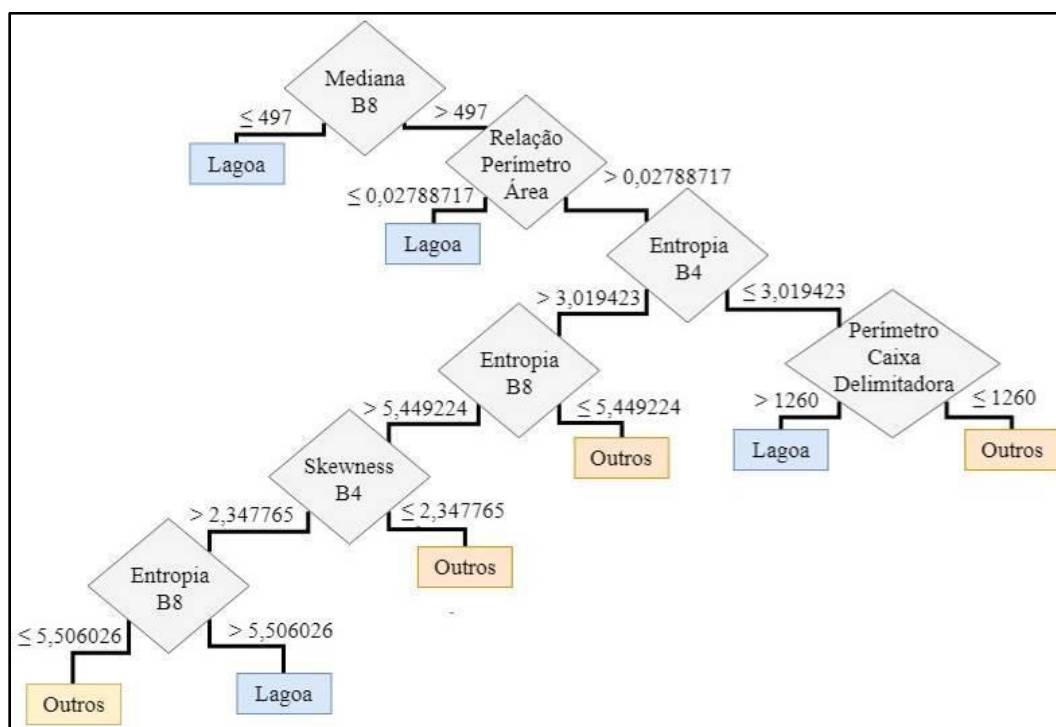 Mediana
B8
≤ 497
> 497
Lagoa
Relação
Perímetro
Área
≤ 0,02788717
> 0,02788717
Lagoa
Entropia
B4
> 3,019423
≤ 3,019423
Entropia
B8
Perímetro
Caixa
Delimitadora
> 5,449224
≤ 5,449224
> 1260
≤ 1260
Outros
Lagoa
Outros
Skewness
B4
> 2,347765
≤ 2,347765
Outros
Entropia
B8
≤ 5,506026
> 5,506026
Outros
Lagoa